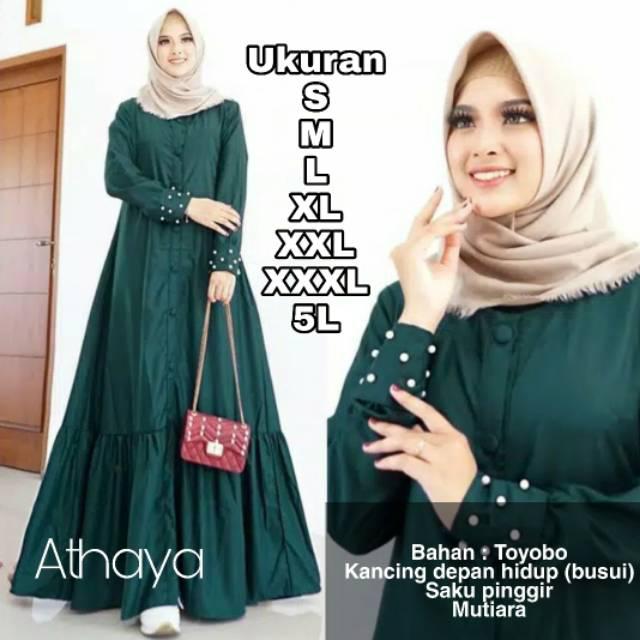 Ukuran
S
M
L
XL
XXL
XXXL
5L
Athaya
Bahan : Toyobo
Kancing depan hidup (busui)
Saku pinggir
Mutiara